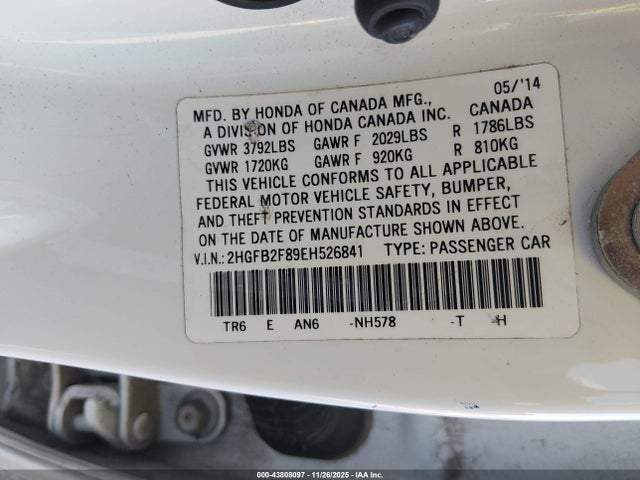 05/'14
MFD. BY HONDA OF CANADA MFG., CANADA
A DIVISION OF HONDA CANADA INC.
GVWR 3792LBS GAWR F 2029LBS R 1786LBS
GVWR 1720KG GAWR F 920KG R 810KG
THIS VEHICLE CONFORMS TO ALL APPLICABLE
FEDERAL MOTOR VEHICLE SAFETY, BUMPER,
AND THEFT PREVENTION STANDARDS IN EFFECT
ON THE DATE OF MANUFACTURE SHOWN ABOVE.
V.I.N.: 2HGFB2F89EH526841 TYPE: PASSENGER CAR
TR6 E AN6 -NH578 -T -H
000-43808097 - 11/26/2025 - IAA Inc.